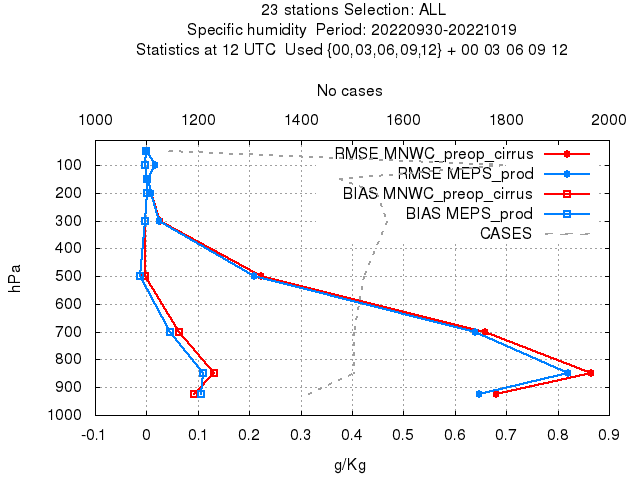 23 stations Selection: ALL
Specific humidity  Period: 20220930-20221019
Statistics at 12 UTC  Used {00,03,06,09,12} + 00 03 06 09 12
No cases
1000 1200 1400 1600 1800 2000
RMSE MNWC_preop_cirrus
RMSE MEPS_prod
BIAS MNWC_preop_cirrus
BIAS MEPS_prod
CASES
hPa
100
200
300
400
500
600
700
800
900
1000
-0.1 0 0.1 0.2 0.3 0.4 0.5 0.6 0.7 0.8 0.9
g/Kg